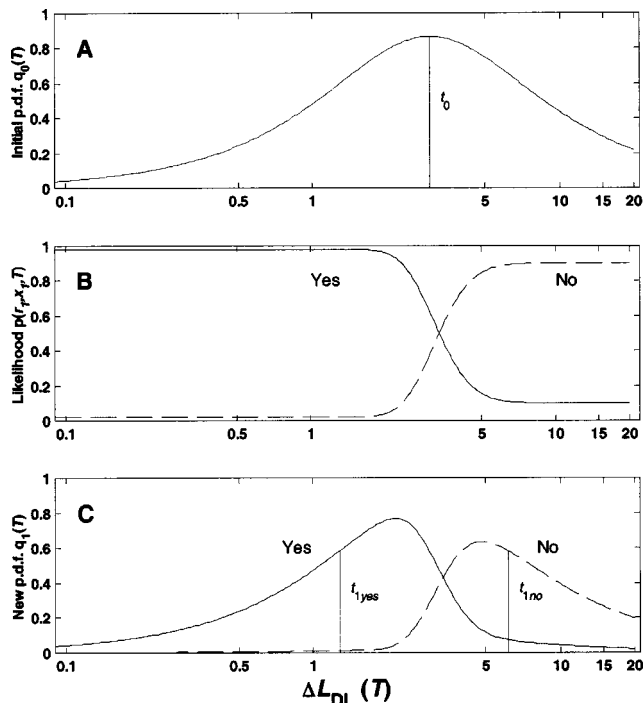 Initial p.d.f. q0(T)
1
0.8
0.6
0.4
0.2
0
A
t0
0.1
0.5
1
5
10
15
20
Likelihood p(r1,x1,T)
1
0.8
0.6
0.4
0.2
0
B
Yes
No
0.1
0.5
1
5
10
15
20
New p.d.f. q1(T)
1
0.8
0.6
0.4
0.2
0
C
Yes
No
t1yes
t1no
0.1
0.5
1
5
10
15
20
ΔLDL (T)